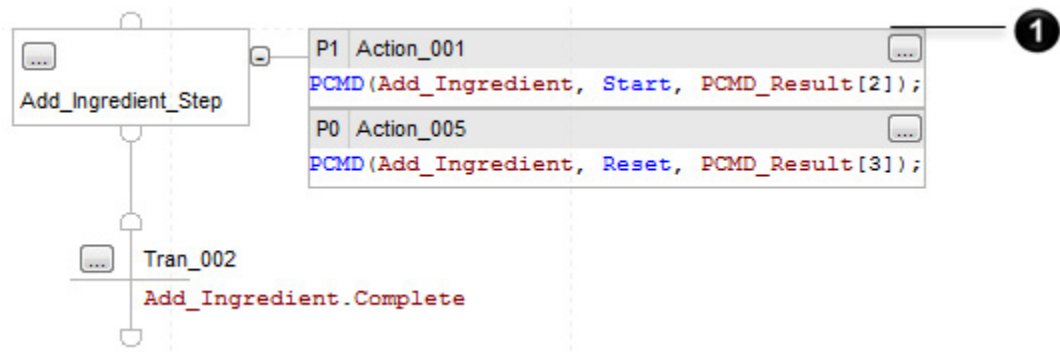 1
P1 Action_001 ...
...
PCMD(Add_Ingredient, Start, PCMD_Result[2]);
Add_Ingredient_Step
P0 Action_005 ...
PCMD(Add_Ingredient, Reset, PCMD_Result[3]);
... Tran_002
Add_Ingredient.Complete